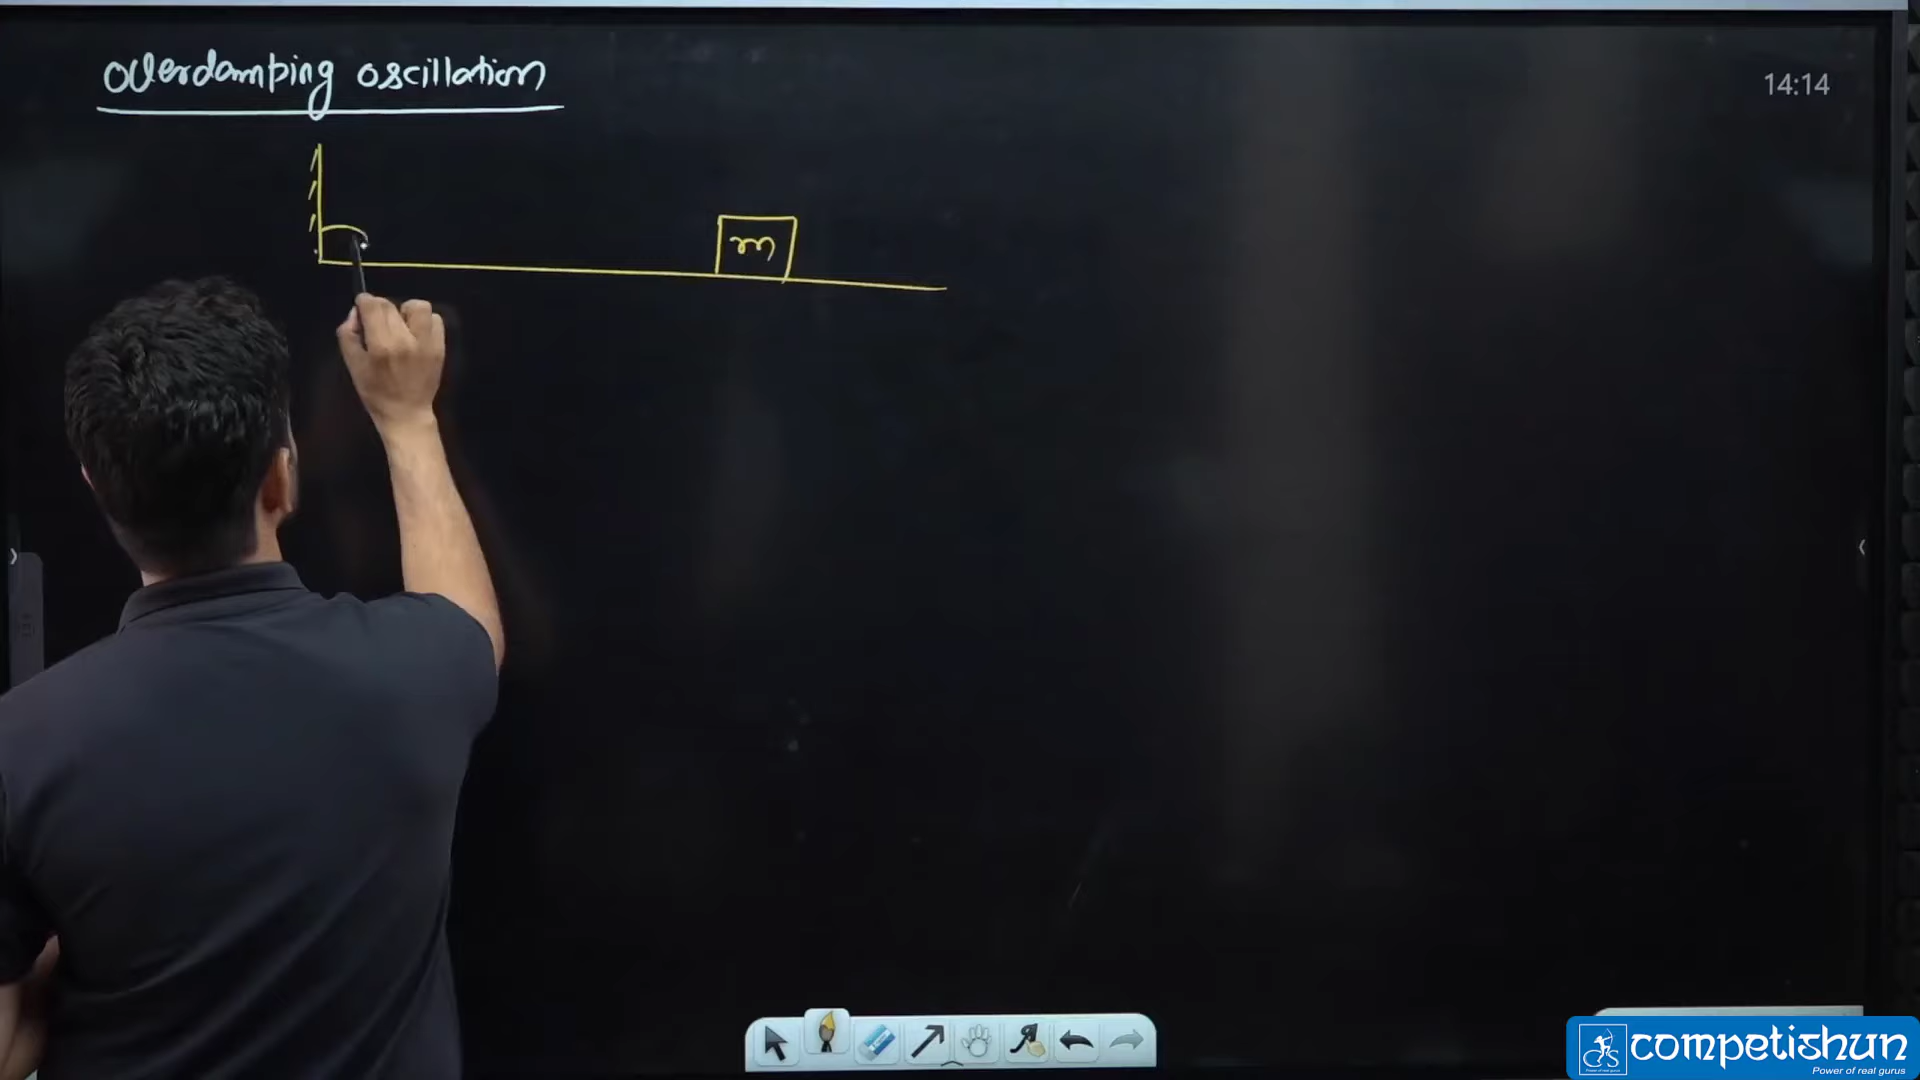 overdamping oscillation
14:14
m
competishun
Power of real gurus